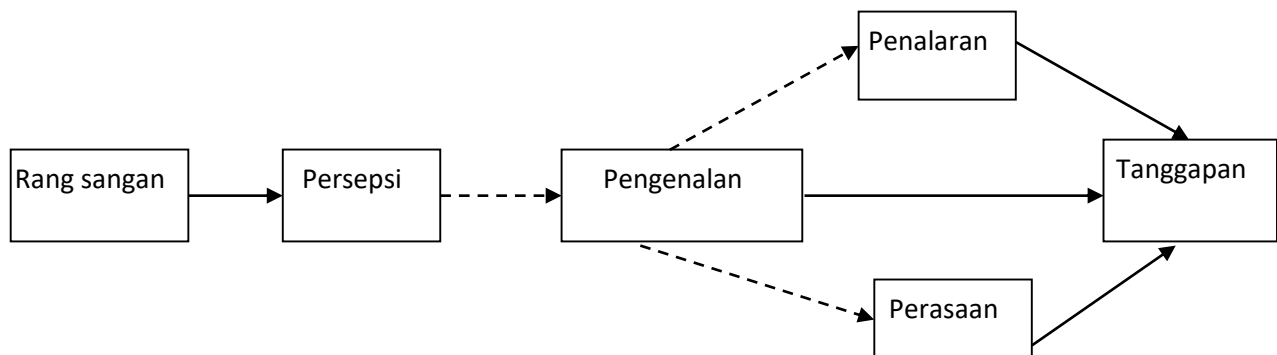 Penalaran
Rang sangan
Persepsi
Pengenalan
Tanggapan
Perasaan